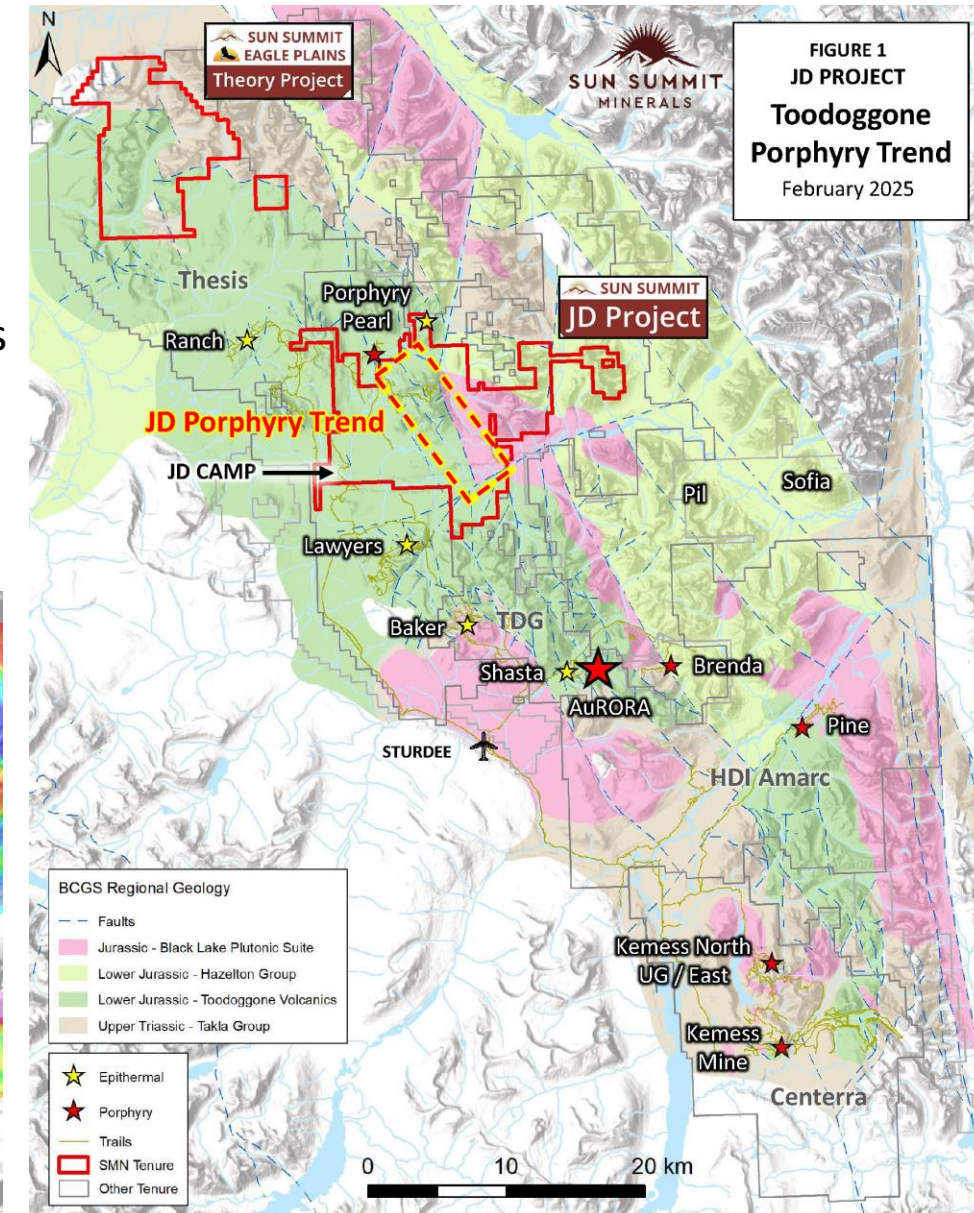 N
SUN SUMMIT
EAGLE PLAINS
Theory Project
SUN SUMMIT
MINERALS
FIGURE 1
JD PROJECT
Toodoggone
Porphyry Trend
February 2025
s
Thesis
Porphyry
Pearl
SUN SUMMIT
JD Project
Ranch
JD Porphyry Trend
JD CAMP
Pil
Sofia
Lawyers
Baker
TDG
Shasta
Brenda
AuRORA
Pine
STURDEE
HDI Amarc
BCGS Regional Geology
Faults
Jurassic - Black Lake Plutonic Suite
Lower Jurassic - Hazelton Group
Lower Jurassic - Toodoggone Volcanics
Upper Triassic - Takla Group
Kemess North
UG / East
Kemess
Mine
Centerra
Epithermal
Porphyry
Trails
SMN Tenure
Other Tenure
0 10 20 km